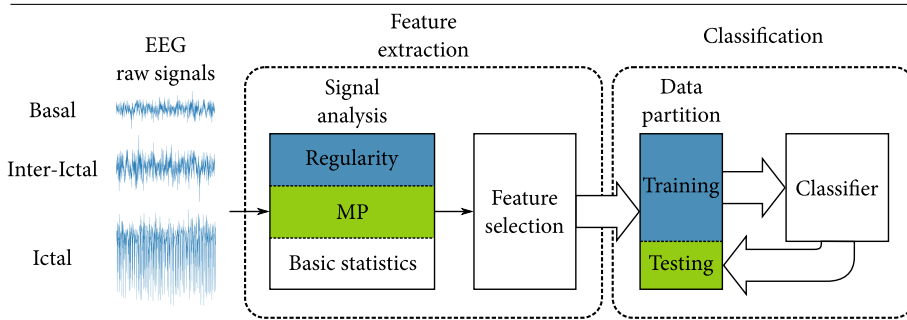 Feature
extraction
Classification
EEG
raw signals
Basal
Inter-Ictal
Ictal
Signal
analysis
Regularity
MP
Basic statistics
Feature
selection
Data
partition
Training
Testing
Classifier